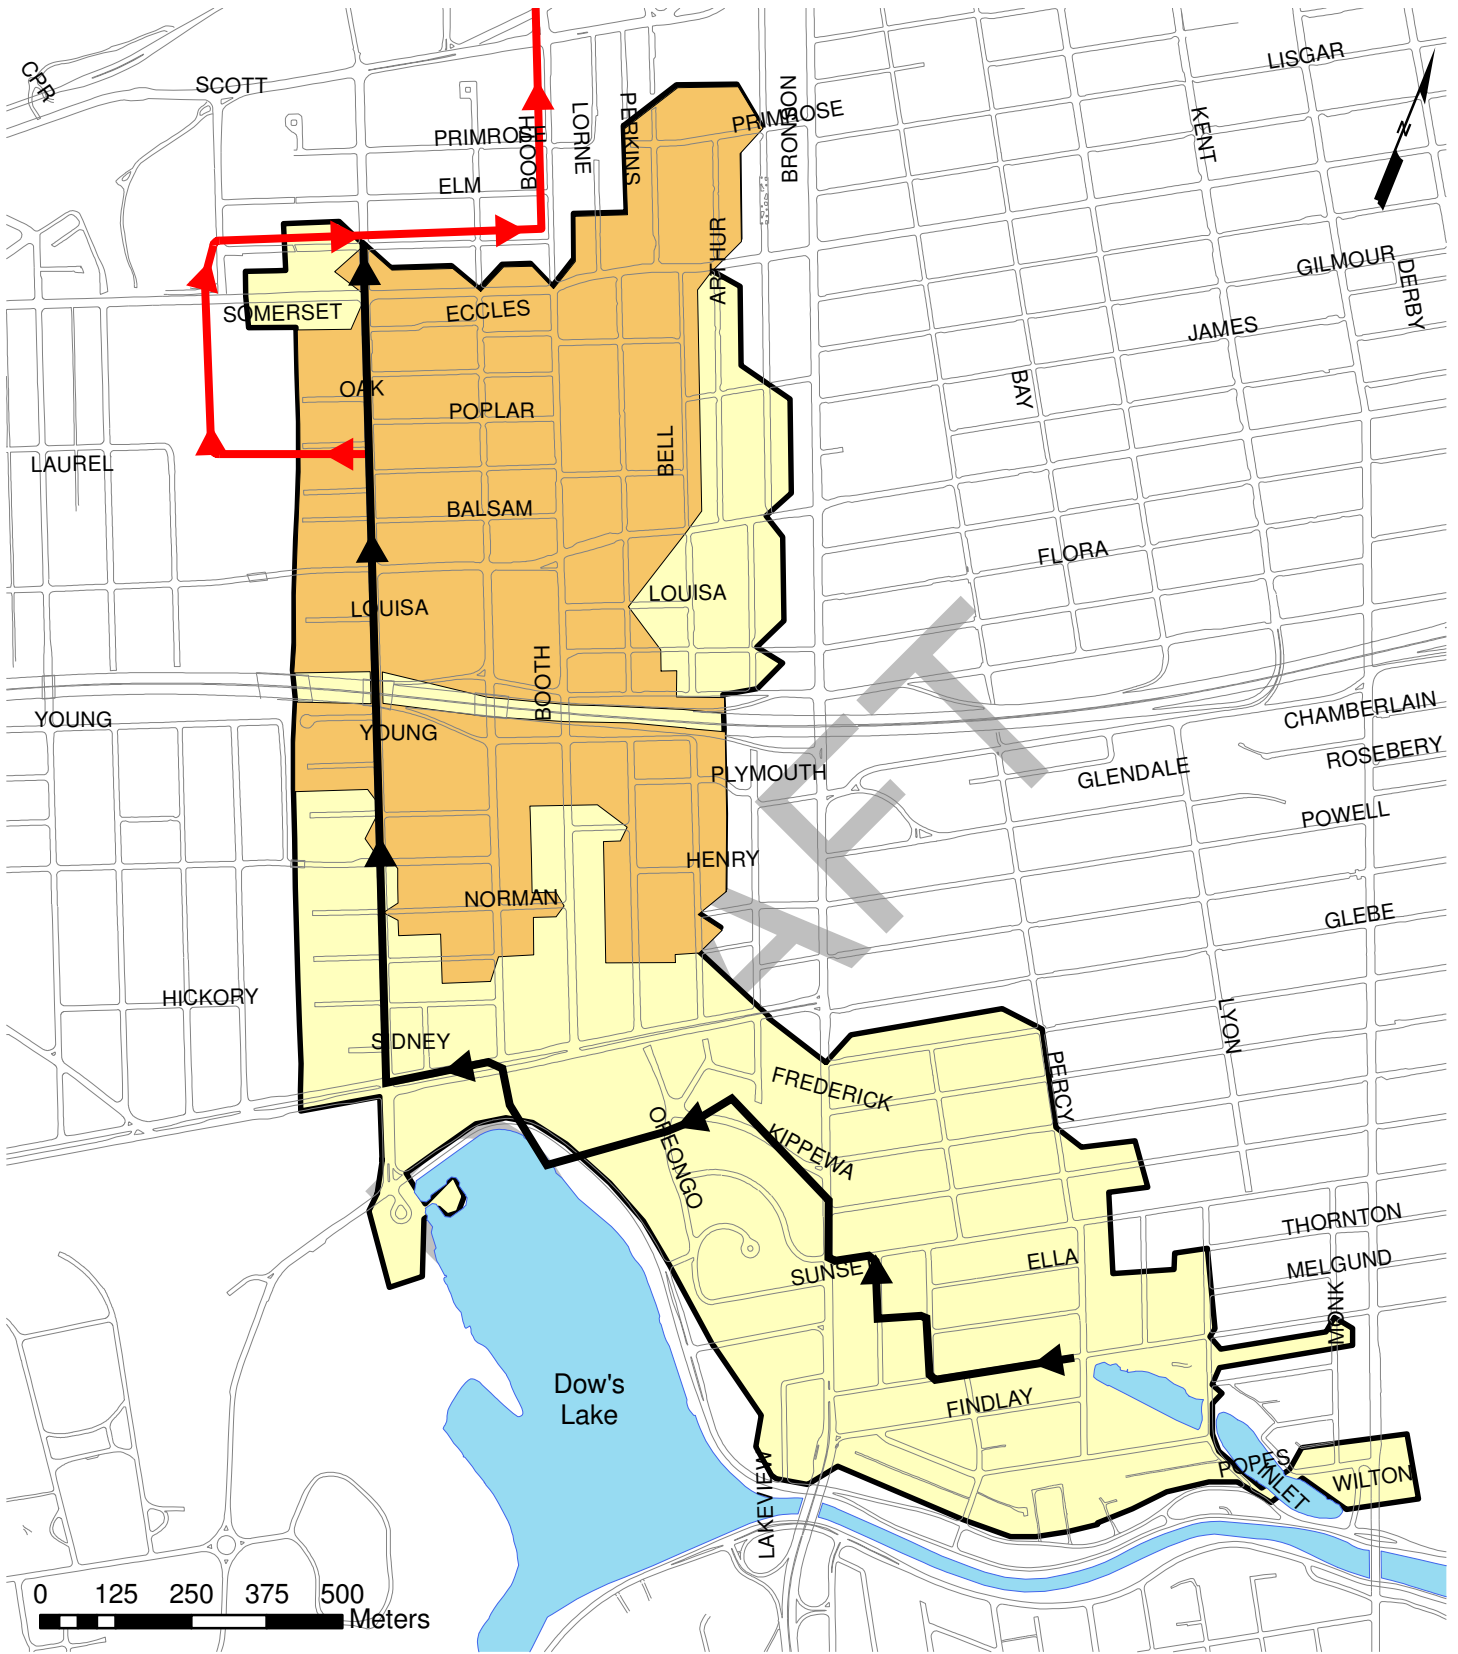 LISGAR
CPR
SCOTT
BRONSON
LORNE
PERKINS
PRIMROSE
KENT
PRIMROSE
BOOTH
N
ELM
ARTHUR
GILMOUR
DERBY
SOMERSET
ECCLES
JAMES
OAK
BAY
POPLAR
BELL
LAUREL
BALSAM
FLORA
LOUISA
LOUISA
BOOTH
YOUNG
YOUNG
CHAMBERLAIN
ROSEBERY
PLYMOUTH
GLENDALE
POWELL
HENRY
NORMAN
GLEBE
AFT
HICKORY
LYON
SIDNEY
FREDERICK
PERCY
OREONGO
KIPPEWA
THORNTON
SUNSET
ELLA
MELGUND
MONK
Dow's
Lake
FINDLAY
LAKEVIEW
POPES
INLET
WILTON
0 125 250 375 500
Meters